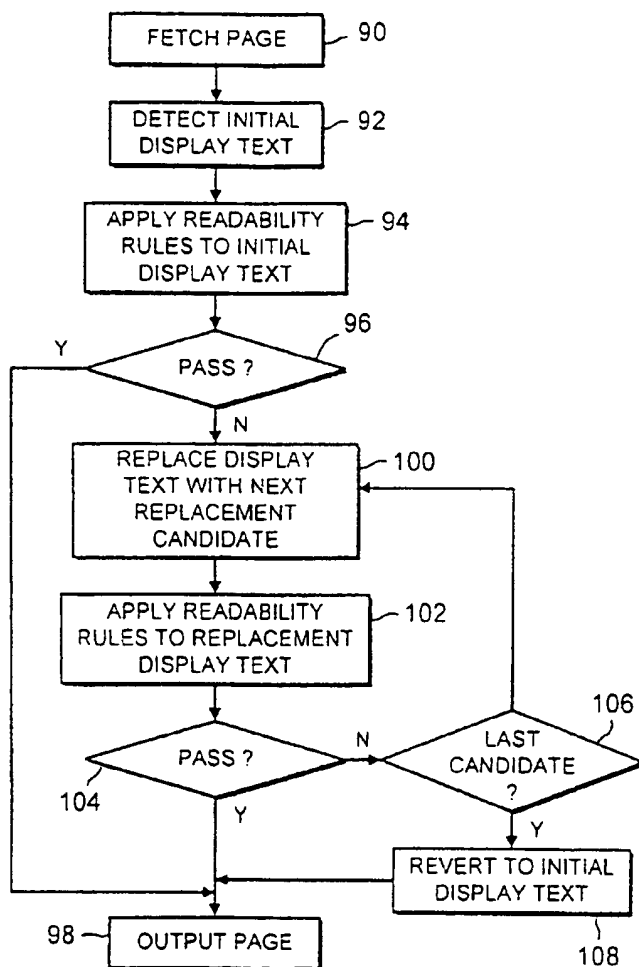 FETCH PAGE
90
DETECT INITIAL
DISPLAY TEXT
92
APPLY READABILITY
RULES TO INITIAL
DISPLAY TEXT
94
PASS ?
96
Y
N
REPLACE DISPLAY
TEXT WITH NEXT
REPLACEMENT
CANDIDATE
100
APPLY READABILITY
RULES TO REPLACEMENT
DISPLAY TEXT
102
PASS ?
104
N
Y
LAST
CANDIDATE
?
106
Y
REVERT TO INITIAL
DISPLAY TEXT
108
98
OUTPUT PAGE